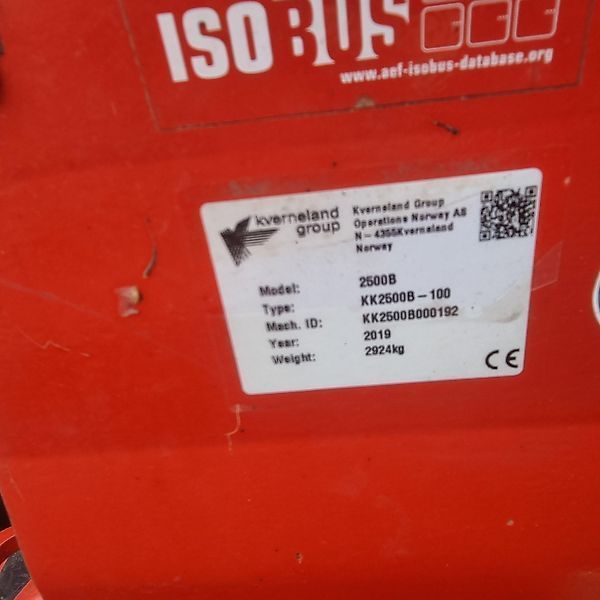 ISOBUS
www.aef-isobus-database.org
kverneland
group
Kverneland Group
Operations Norway AS
N-4355Kverneland
Norway
Model: 2500B
Type: KK2500B-100
Mach. ID: KK2500B000192
Year: 2019
Weight: 2924kg
CE